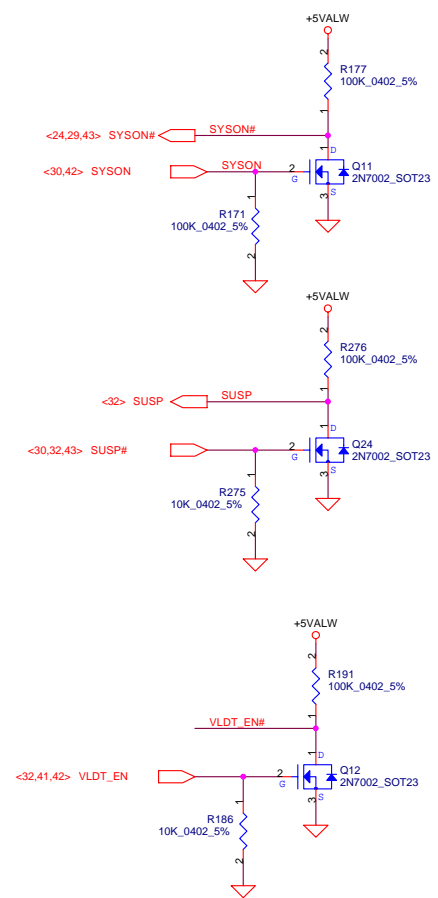 +5VALW
2
R177
100K_0402_5%
1
<24,29,43> SYSON#
SYSON#
D
1
Q11
2N7002_SOT23
<30,42> SYSON
SYSON
2
G
3
S
1
R171
100K_0402_5%
2
+5VALW
2
R276
100K_0402_5%
1
<32> SUSP
SUSP
D
1
Q24
2N7002_SOT23
<30,32,43> SUSP#
2
G
3
S
1
R275
10K_0402_5%
2
+5VALW
2
R191
100K_0402_5%
1
VLDT_EN#
D
1
Q12
2N7002_SOT23
<32,41,42> VLDT_EN
2
G
3
S
1
R186
10K_0402_5%
2